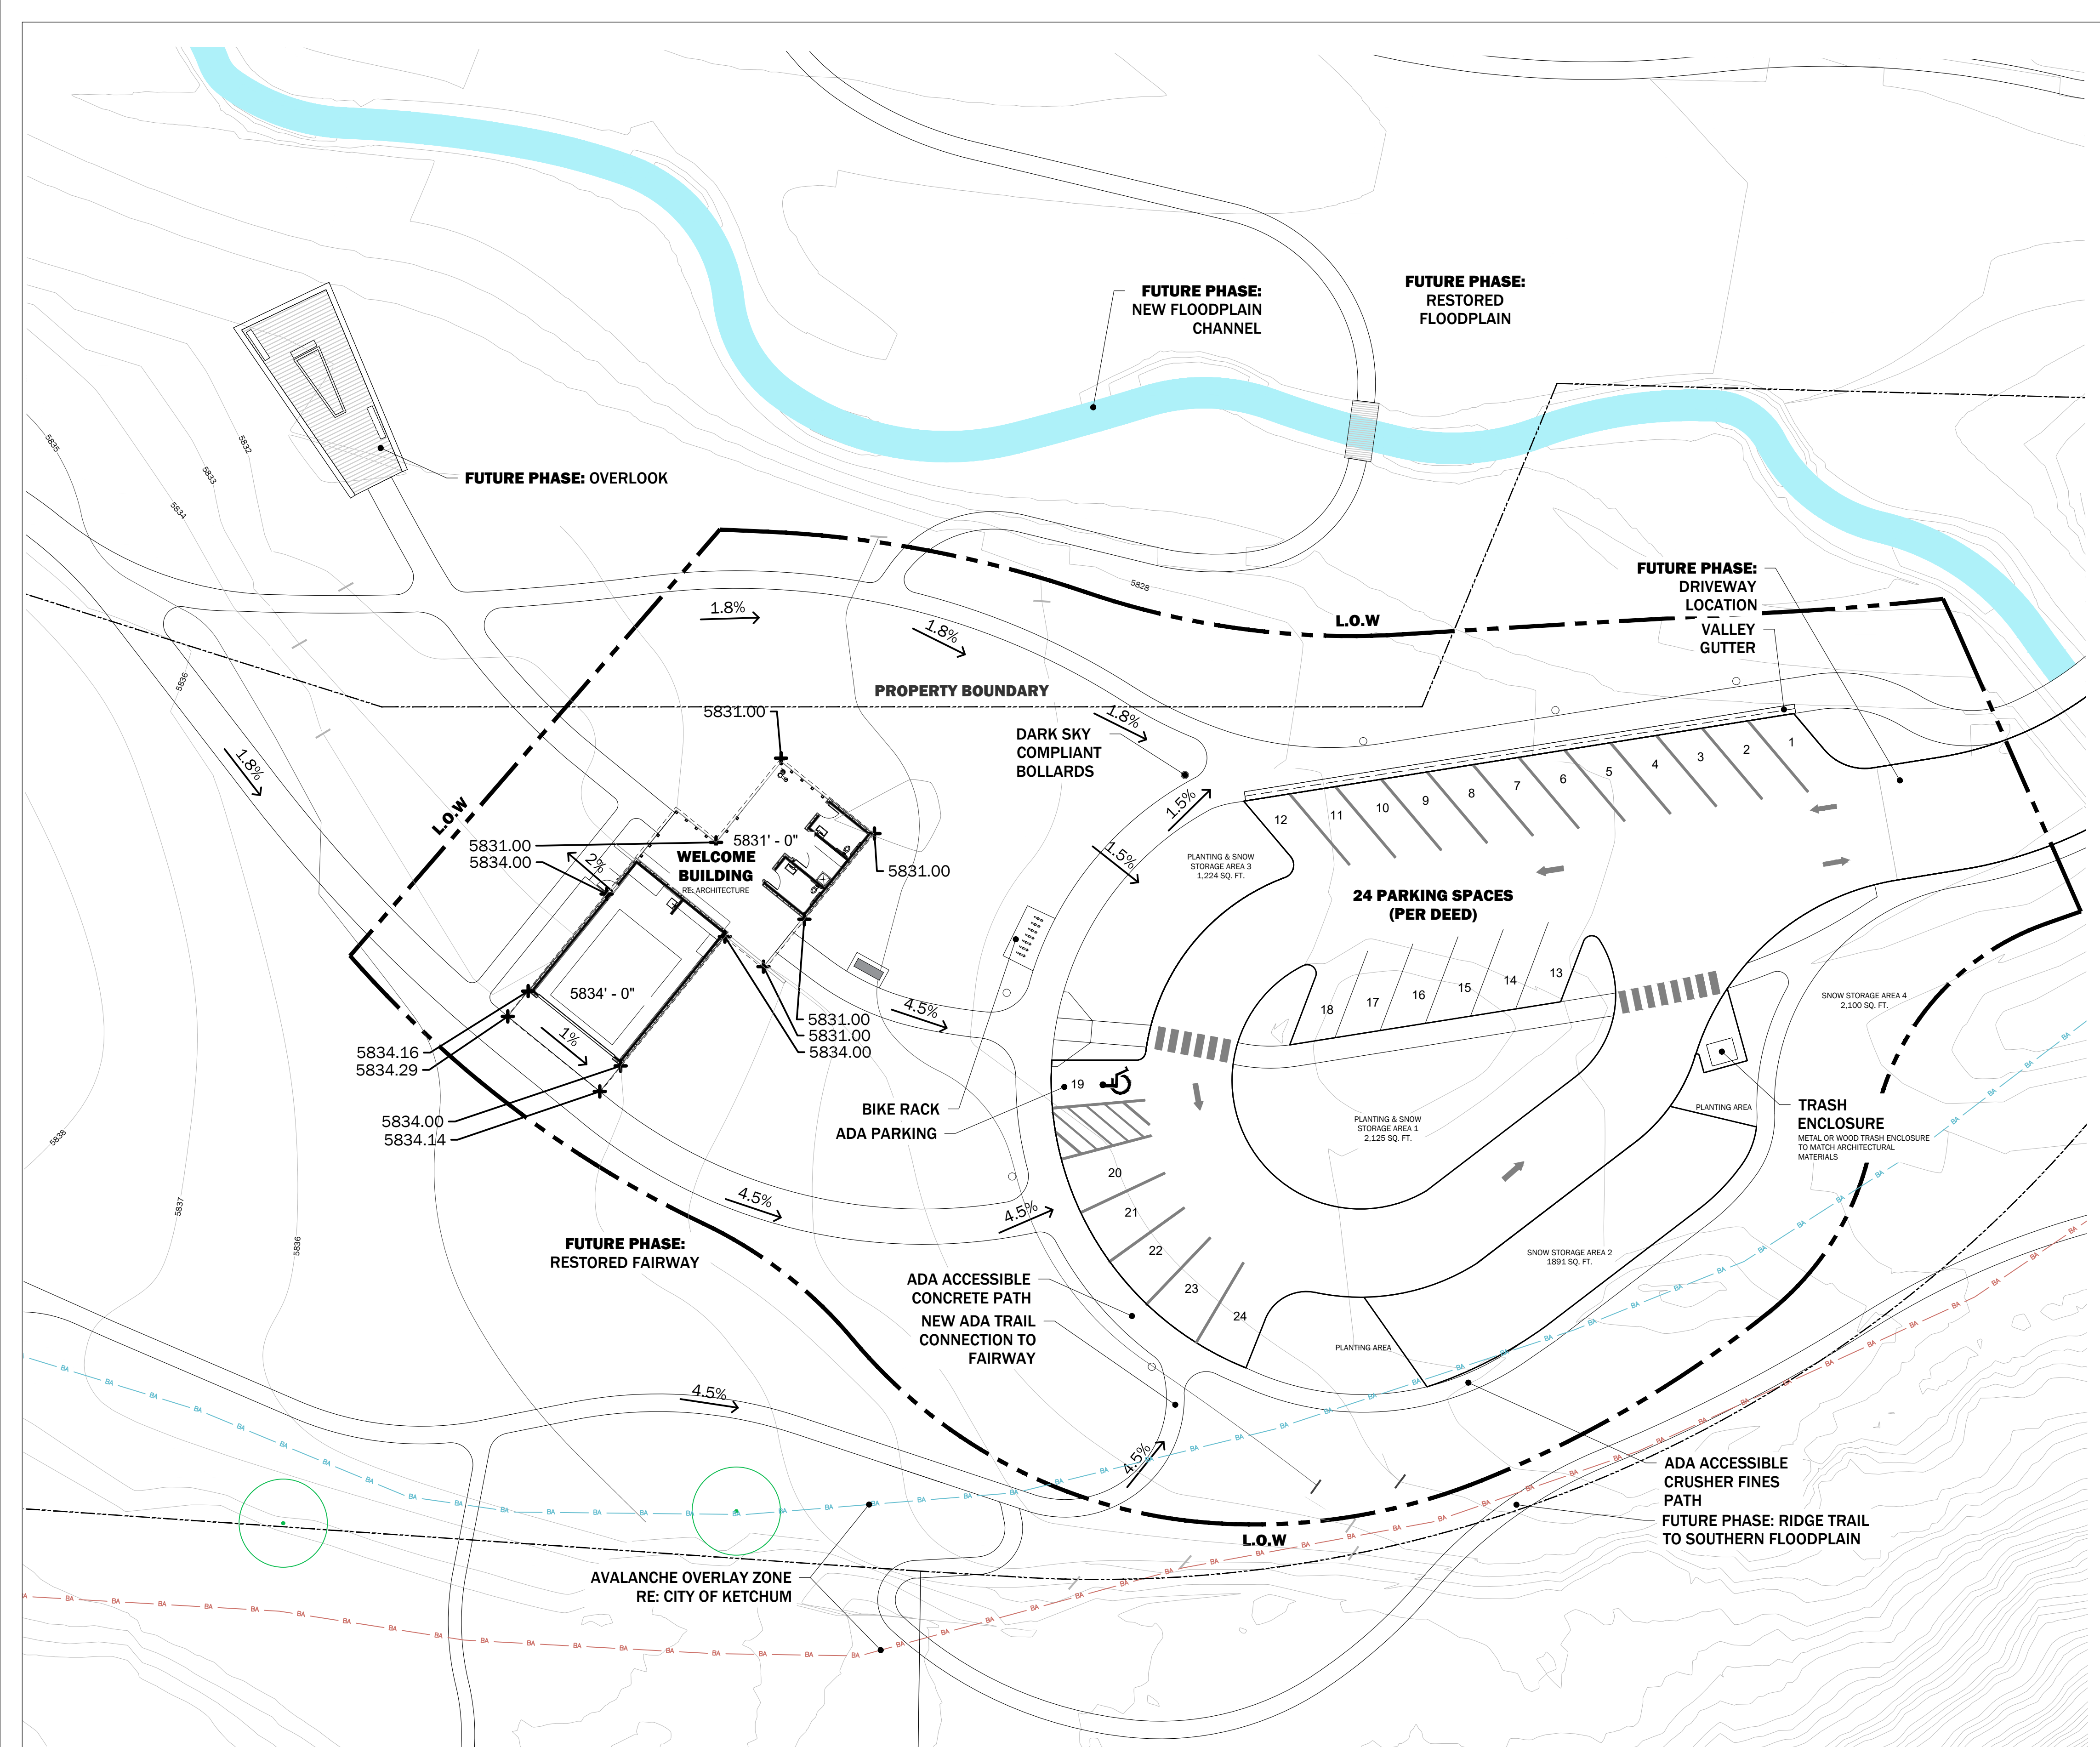 FUTURE PHASE:
NEW FLOODPLAIN
CHANNEL
FUTURE PHASE:
RESTORED
FLOODPLAIN
5835
5832
5833
5834
FUTURE PHASE: OVERLOOK
5828
FUTURE PHASE:
DRIVEWAY
LOCATION
VALLEY
GUTTER
1.8%
1.8%
L.O.W
5836
PROPERTY BOUNDARY
5831.00
1.8%
DARK SKY
COMPLIANT
BOLLARDS
1.8%
L.O.W
1.5%
1.5%
1
2
3
4
5
6
7
8
9
10
11
12
5831.00
5834.00
2%
5831' - 0"
WELCOME
BUILDING
RE: ARCHITECTURE
5831.00
PLANTING & SNOW
STORAGE AREA 3
1,224 SQ. FT.
24 PARKING SPACES
(PER DEED)
13
14
15
16
17
18
5834' - 0"
1%
4.5%
5831.00
5831.00
5834.00
SNOW STORAGE AREA 4
2,100 SQ. FT.
5834.16
5834.29
5834.00
5834.14
19
BIKE RACK
ADA PARKING
PLANTING & SNOW
STORAGE AREA 1
2,125 SQ. FT.
PLANTING AREA
TRASH
ENCLOSURE
METAL OR WOOD TRASH ENCLOSURE
TO MATCH ARCHITECTURAL
MATERIALS
5838
5837
5836
4.5%
4.5%
20
21
22
23
24
FUTURE PHASE:
RESTORED FAIRWAY
SNOW STORAGE AREA 2
1891 SQ. FT.
ADA ACCESSIBLE
CONCRETE PATH
NEW ADA TRAIL
CONNECTION TO
FAIRWAY
PLANTING AREA
4.5%
4.5%
ADA ACCESSIBLE
CRUSHER FINES
PATH
FUTURE PHASE: RIDGE TRAIL
TO SOUTHERN FLOODPLAIN
L.O.W
AVALANCHE OVERLAY ZONE
RE: CITY OF KETCHUM
BA
BA